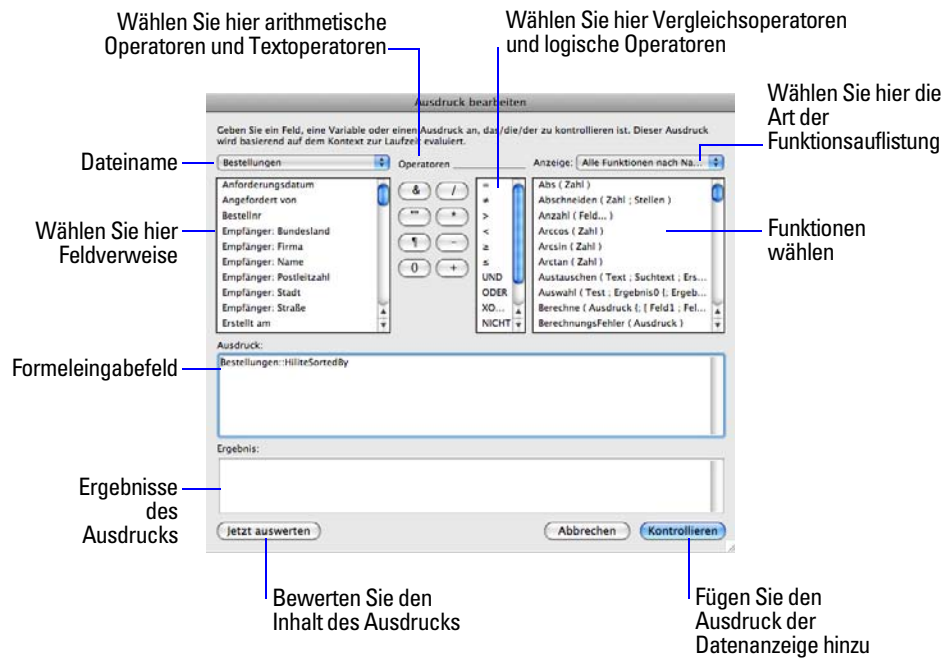 Wählen Sie hier arithmetische
Operatoren und Textoperatoren
Wählen Sie hier Vergleichsoperatoren
und logische Operatoren
Wählen Sie hier die
Art der
Funktionsauflistung
Ausdruck bearbeiten
Geben Sie ein Feld, eine Variable oder einen Ausdruck an, das/die/der zu kontrollieren ist. Dieser Ausdruck
wird basierend auf dem Kontext zur Laufzeit evaluiert.
Dateiname
Bestellungen
Operatoren
Anzeige: Alle Funktionen nach Na...
Wählen Sie hier
Feldverweise
Anforderungsdatum
Angefordert von
Bestellnr
Empfänger: Bundesland
Empfänger: Firma
Empfänger: Name
Empfänger: Postleitzahl
Empfänger: Stadt
Empfänger: Straße
Erstellt am
& /
"" *
¶ -
() +
=
≠
>
<
≥
≤
UND
ODER
XO...
NICHT
Abs ( Zahl )
Abschneiden ( Zahl ; Stellen )
Anzahl ( Feld... )
Arccos ( Zahl )
Arcsin ( Zahl )
Arctan ( Zahl )
Austauschen ( Text ; Suchtext ; Ers...
Auswahl ( Test ; Ergebnis0 {; Ergeb...
Berechne ( Ausdruck {; [ Feld1 ; Fel...
BerechnungsFehler ( Ausdruck )
Funktionen
wählen
Ausdruck:
Formeleingabefeld
Bestellungen::HiliteSortedBy
Ergebnis:
Ergebnisse
des
Ausdrucks
Jetzt auswerten
Abbrechen
Kontrollieren
Bewerten Sie den
Inhalt des Ausdrucks
Fügen Sie den
Ausdruck der
Datenanzeige hinzu